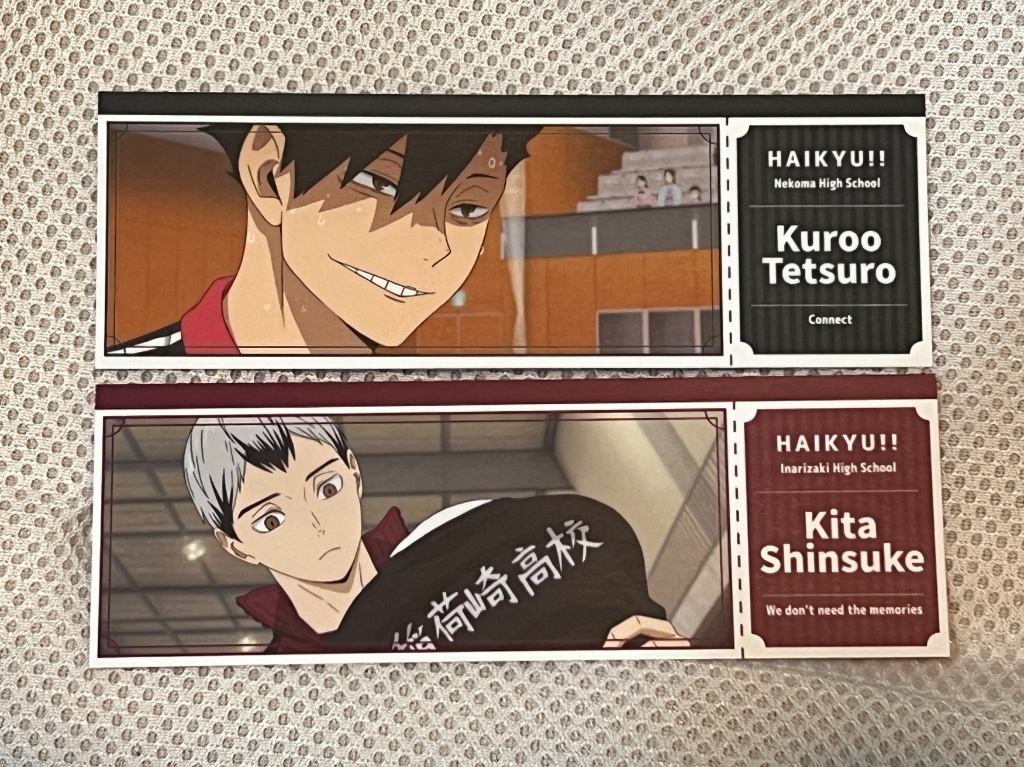 HAIKYU!!
Nekoma High School
Kuroo
Tetsuro
Connect
稲荷崎高校
HAIKYU!!
Inarizaki High School
Kita
Shinsuke
We don't need the memories